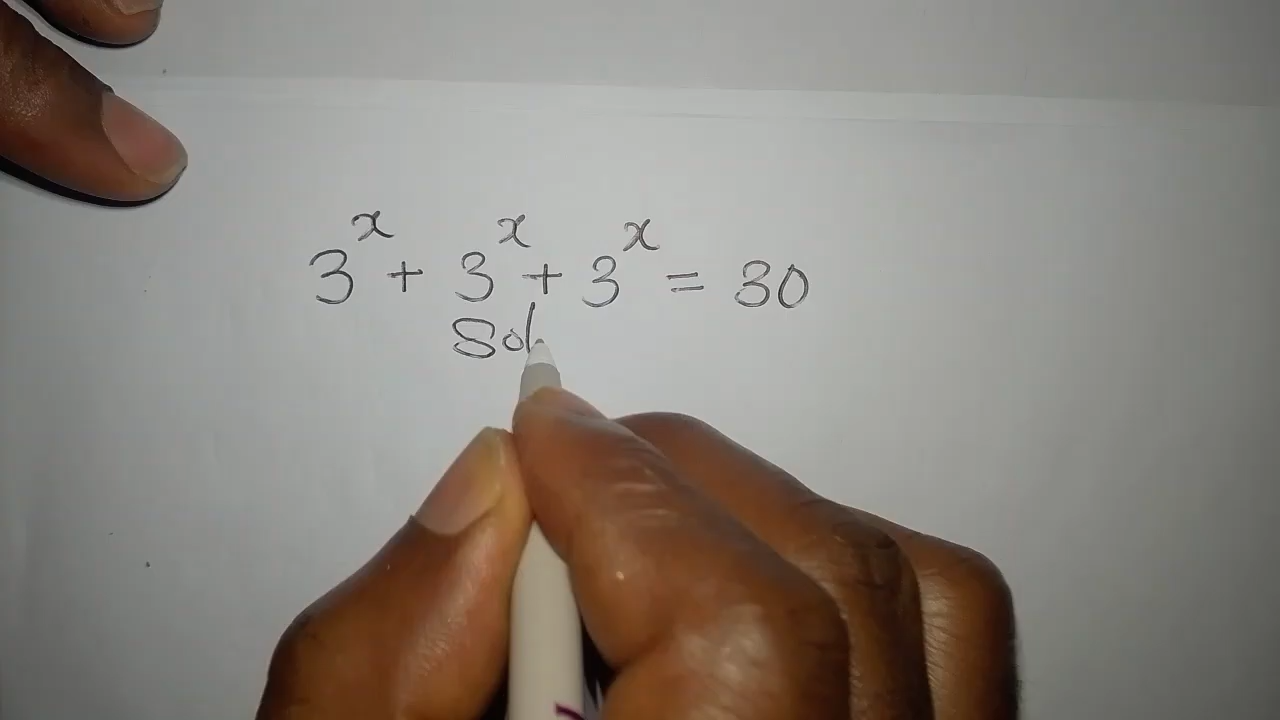 3^x + 3^x + 3^x = 30
Sol